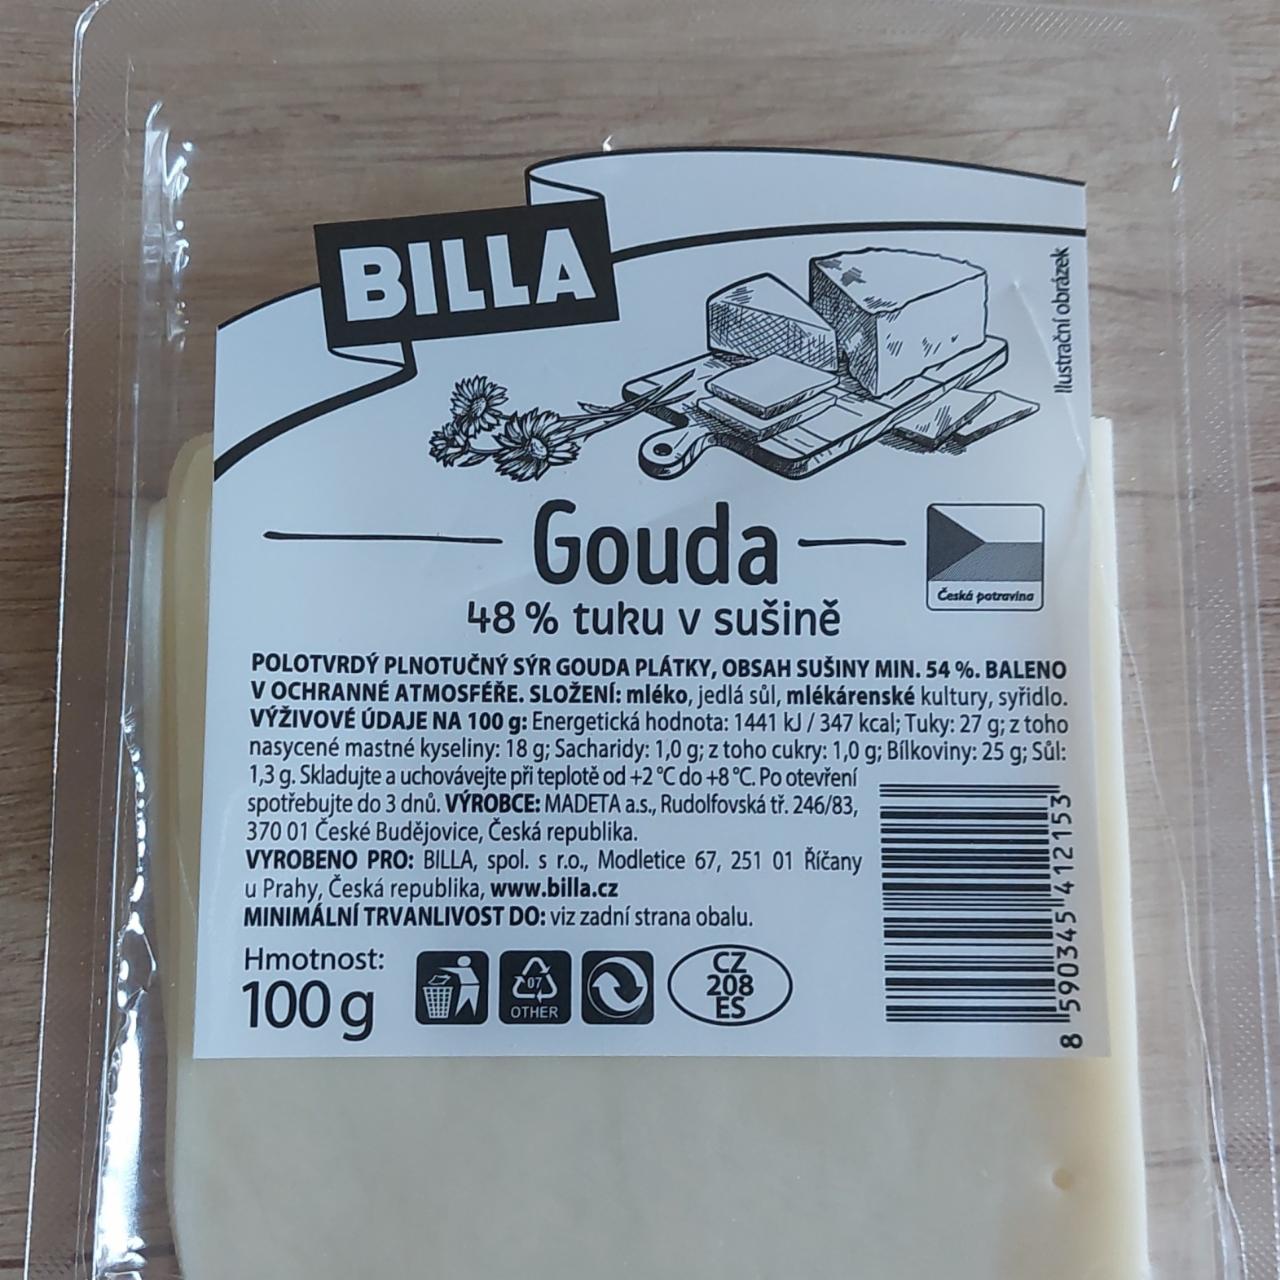 BILLA
Ilustrační obrázek
Gouda
48 % tuku v sušině
Česká potravina
POLOTVRDÝ PLNOTUČNÝ SÝR GOUDA PLÁTKY, OBSAH SUŠINY MIN. 54 %. BALENO
V OCHRANNÉ ATMOSFÉŘE. SLOŽENÍ: mléko, jedlá sůl, mlékárenské kultury, syřidlo.
VÝŽIVOVÉ ÚDAJE NA 100 g: Energetická hodnota: 1441 kJ / 347 kcal; Tuky: 27 g; z toho
nasycené mastné kyseliny: 18 g; Sacharidy: 1,0 g; z toho cukry: 1,0 g; Bílkoviny: 25 g; Sůl:
1,3 g. Skladujte a uchovávejte při teplotě od +2 °C do +8 °C. Po otevření
spotřebujte do 3 dnů. VÝROBCE: MADETA a.s., Rudolfovská tř. 246/83,
370 01 České Budějovice, Česká republika.
VYROBENO PRO: BILLA, spol. s r.o., Modletice 67, 251 01 Říčany
u Prahy, Česká republika, www.billa.cz
MINIMÁLNÍ TRVANLIVOST DO: viz zadní strana obalu.
Hmotnost:
100 g
07
OTHER
CZ
208
ES
8 590345 412153